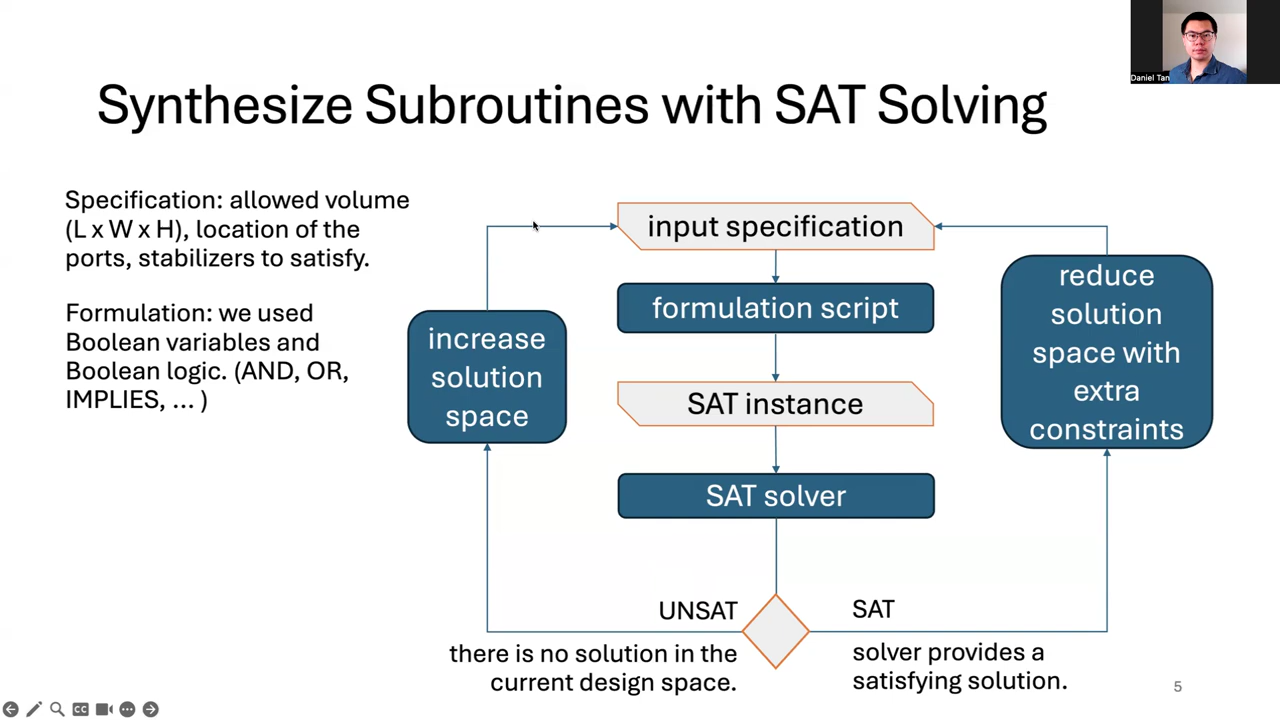 Daniel Tan
Synthesize Subroutines with SAT Solving
Specification: allowed volume
(L x W x H), location of the
ports, stabilizers to satisfy.
Formulation: we used
Boolean variables and
Boolean logic. (AND, OR,
IMPLIES, ... )
input specification
formulation script
SAT instance
SAT solver
increase
solution
space
reduce
solution
space with
extra
constraints
UNSAT
there is no solution in the
current design space.
SAT
solver provides a
satisfying solution.
5
CC